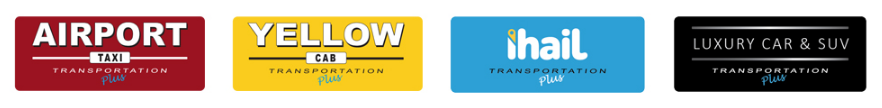 AIRPORT
TAXI
TRANSPORTATION
plus
YELLOW
CAB
TRANSPORTATION
plus
ihail
TRANSPORTATION
plus
LUXURY CAR & SUV
TRANSPORTATION
plus